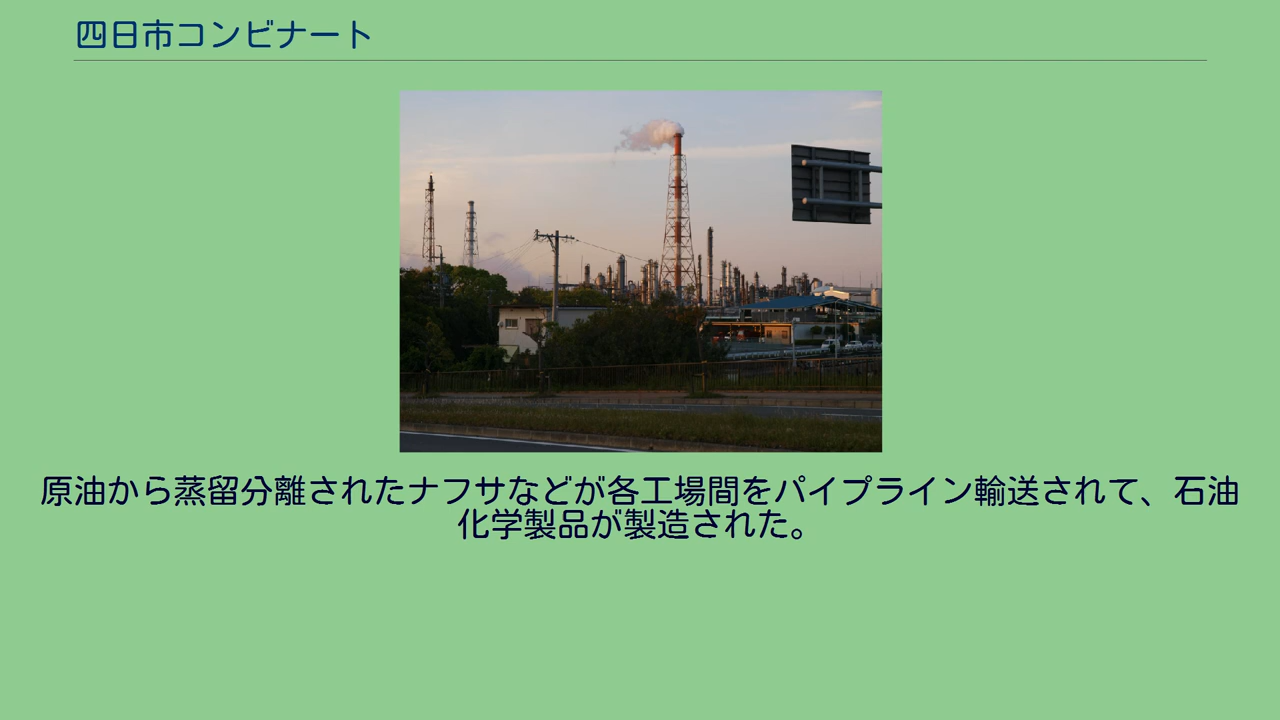 四日市コンビナート
原油から蒸留分離されたナフサなどが各工場間をパイプライン輸送されて、石油
化学製品が製造された。